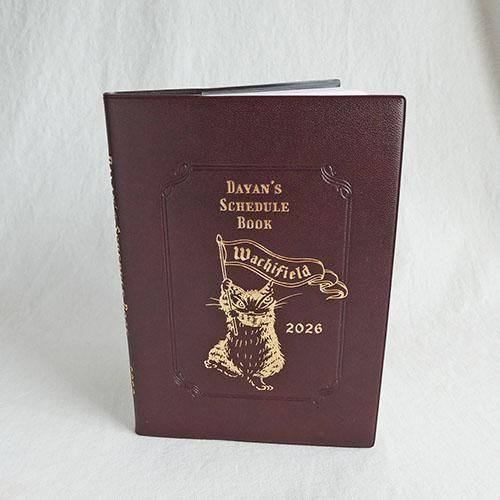 Dayan's
Schedule
Book
Wachifield
2026